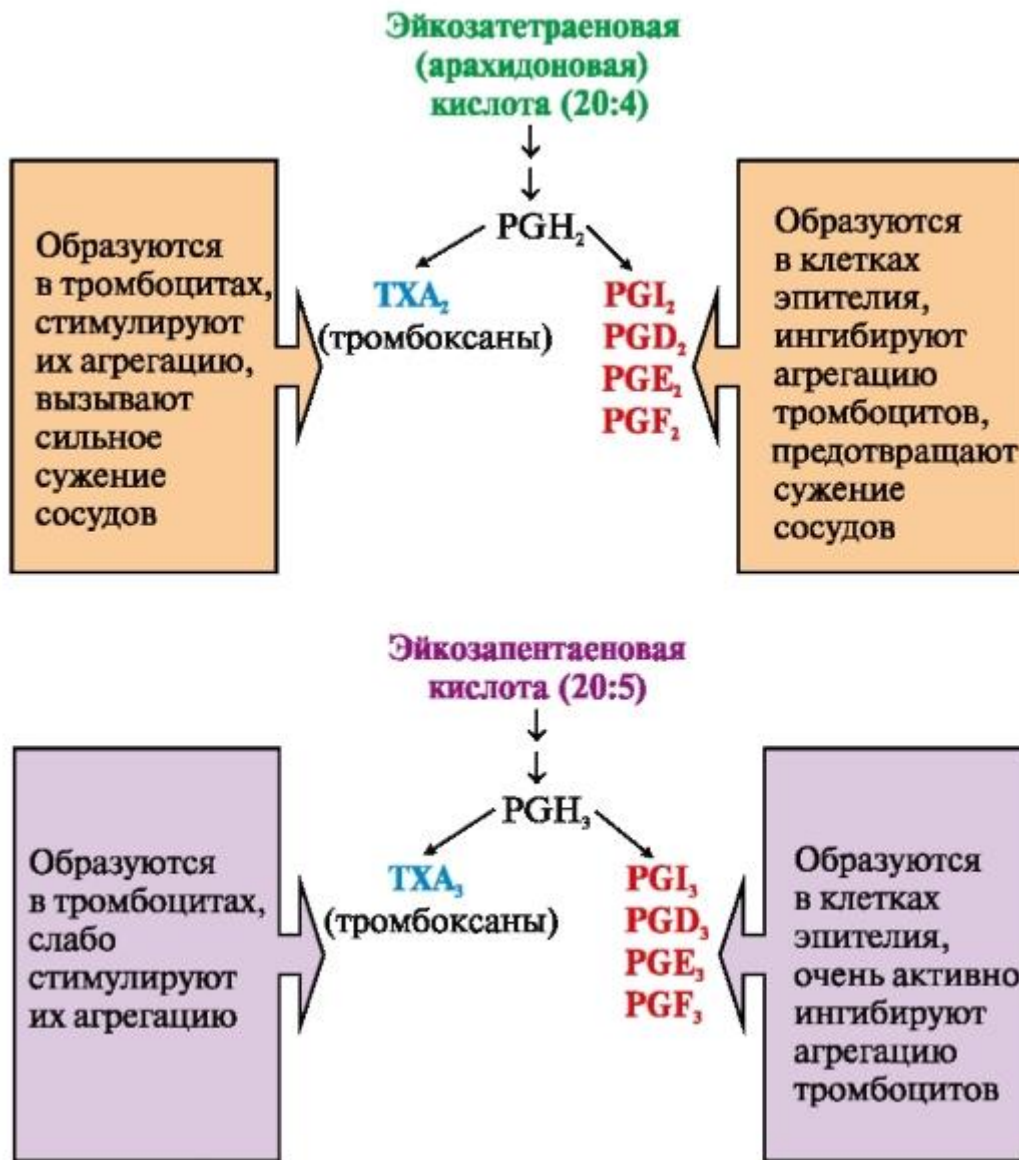 Эйкозатетраеновая
(арахидоновая)
кислота (20:4)
PGH₂
Образуются
в тромбоцитах,
стимулируют
их агрегацию,
вызывают
сильное
сужение
сосудов
TXA₂
(тромбоксаны)
PGI₂
PGD₂
PGE₂
PGF₂
Образуются
в клетках
эпителия,
ингибируют
агрегацию
тромбоцитов,
предотвращают
сужение
сосудов
Эйкозапентаеновая
кислота (20:5)
PGH₃
Образуются
в тромбоцитах,
слабо
стимулируют
их агрегацию
TXA₃
(тромбоксаны)
PGI₃
PGD₃
PGE₃
PGF₃
Образуются
в клетках
эпителия,
очень активно
ингибируют
агрегацию
тромбоцитов